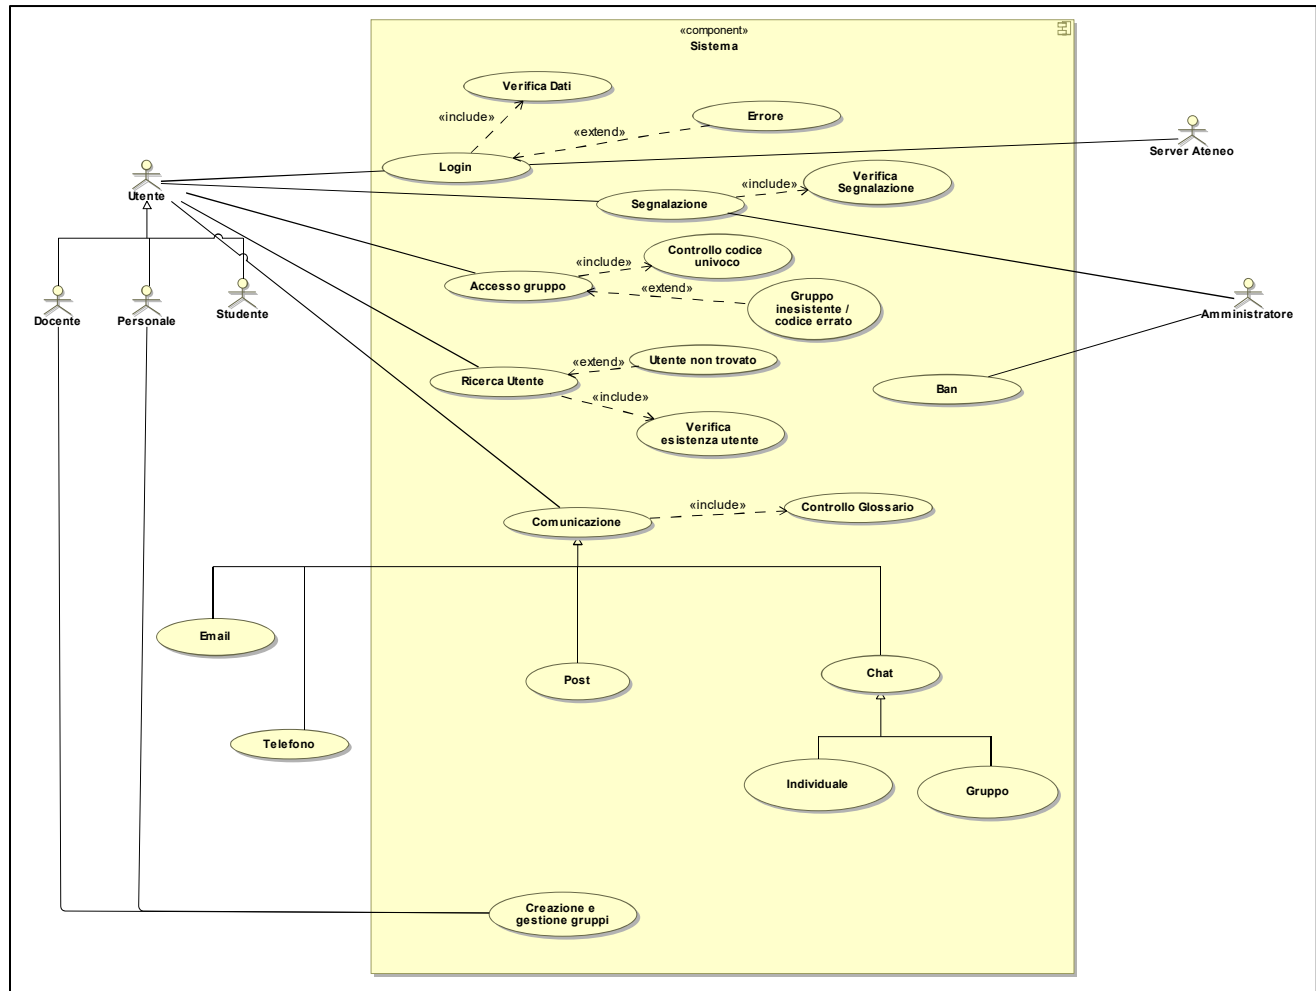 «component»
Sistema
Verifica Dati
«include»
Errore
«extend»
Login
Server Ateneo
Utente
Verifica
Segnalazione
«include»
Segnalazione
Controllo codice
univoco
«include»
Accesso gruppo
«extend»
Gruppo
inesistente /
codice errato
Docente
Personale
Studente
Amministratore
Utente non trovato
«extend»
Ricerca Utente
«include»
Ban
Verifica
esistenza utente
Comunicazione
«include»
Controllo Glossario
Email
Post
Chat
Telefono
Individuale
Gruppo
Creazione e
gestione gruppi